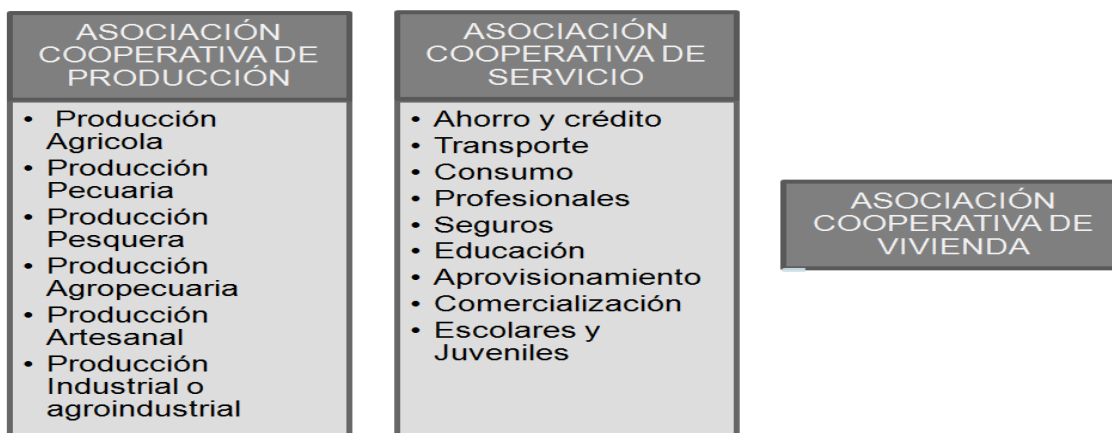 ASOCIACIÓN
COOPERATIVA DE
PRODUCCIÓN
• Producción
Agricola
• Producción
Pecuaria
• Producción
Pesquera
• Producción
Agropecuaria
• Producción
Artesanal
• Producción
Industrial o
agroindustrial
ASOCIACIÓN
COOPERATIVA DE
SERVICIO
• Ahorro y crédito
• Transporte
• Consumo
• Profesionales
• Seguros
• Educación
• Aprovisionamiento
• Comercialización
• Escolares y
Juveniles
ASOCIACIÓN
COOPERATIVA DE
VIVIENDA